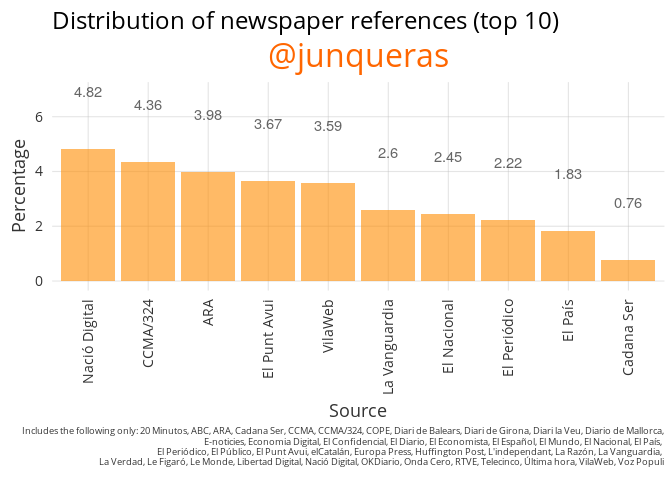 Distribution of newspaper references (top 10)
@junqueras
4.82
4.36
3.98
3.67
3.59
2.6
2.45
2.22
1.83
0.76
Percentage
6
4
2
0
Nació Digital
CCMA/324
ARA
El Punt Avui
VilaWeb
La Vanguardia
El Nacional
El Periódico
El País
Cadana Ser
Source
Includes the following only: 20 Minutos, ABC, ARA, Cadana Ser, CCMA, CCMA/324, COPE, Diari de Balears, Diari de Girona, Diari la Veu, Diario de Mallorca,
E-noticies, Economia Digital, El Confidencial, El Diario, El Economista, El Español, El Mundo, El Nacional, El País,
El Periódico, El Público, El Punt Avui, elCatalán, Europa Press, Huffington Post, L'independant, La Razón, La Vanguardia,
La Verdad, Le Figaró, Le Monde, Libertad Digital, Nació Digital, OKDiario, Onda Cero, RTVE, Telecinco, Última hora, VilaWeb, Voz Populi